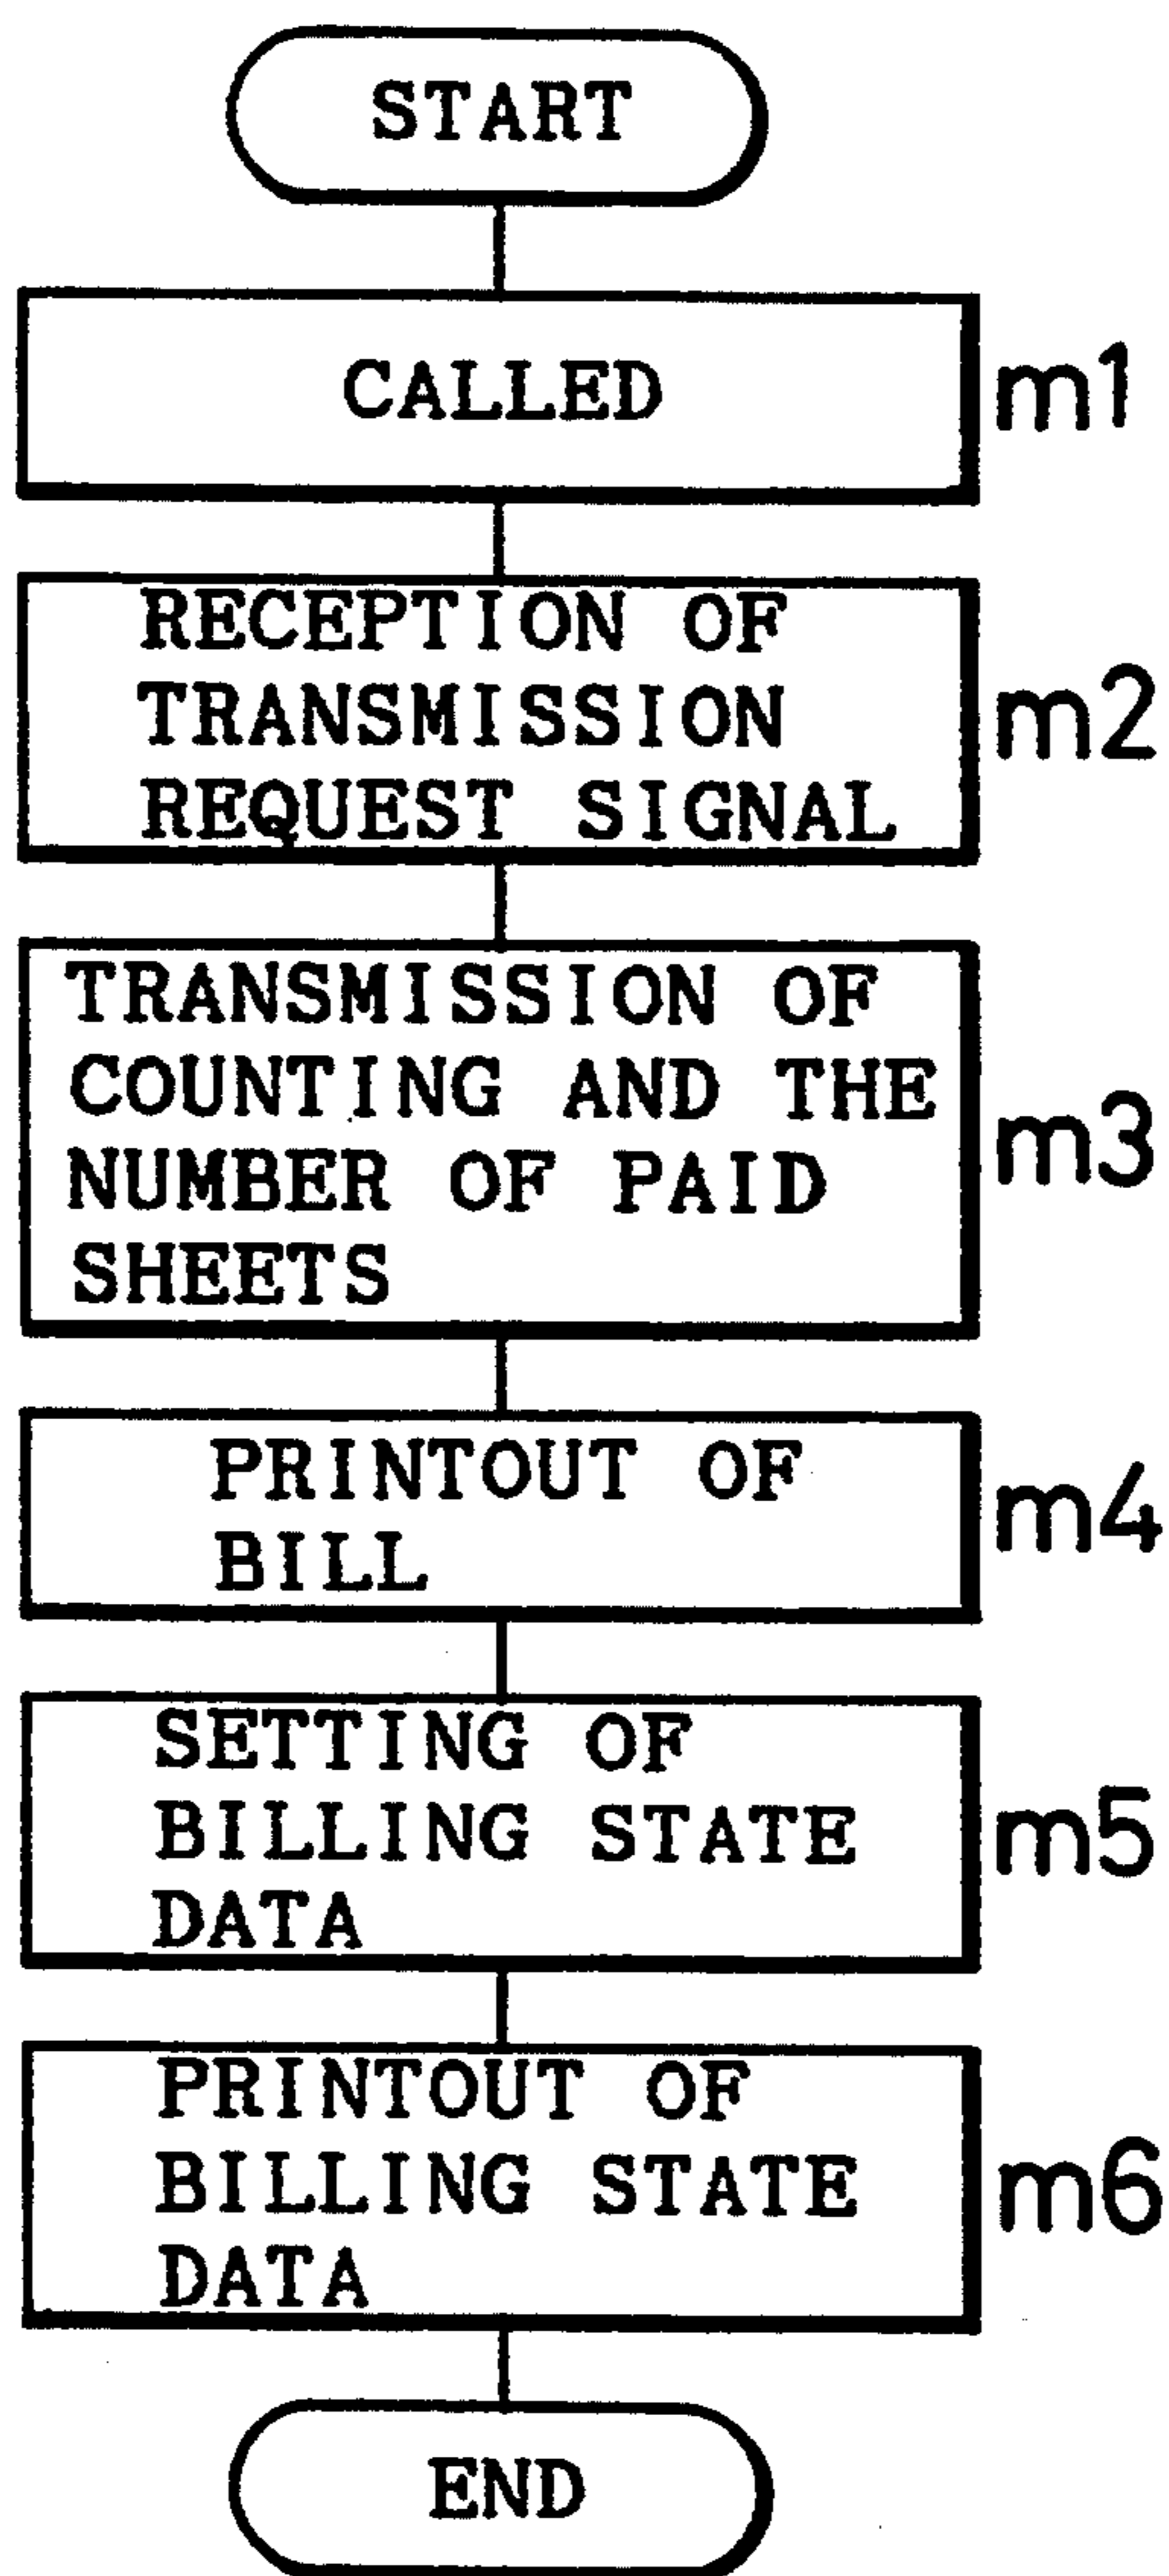 START
CALLED
m1
RECEPTION OF
TRANSMISSION
REQUEST SIGNAL
m2
TRANSMISSION OF
COUNTING AND THE
NUMBER OF PAID
SHEETS
m3
PRINTOUT OF
BILL
m4
SETTING OF
BILLING STATE
DATA
m5
PRINTOUT OF
BILLING STATE
DATA
m6
END